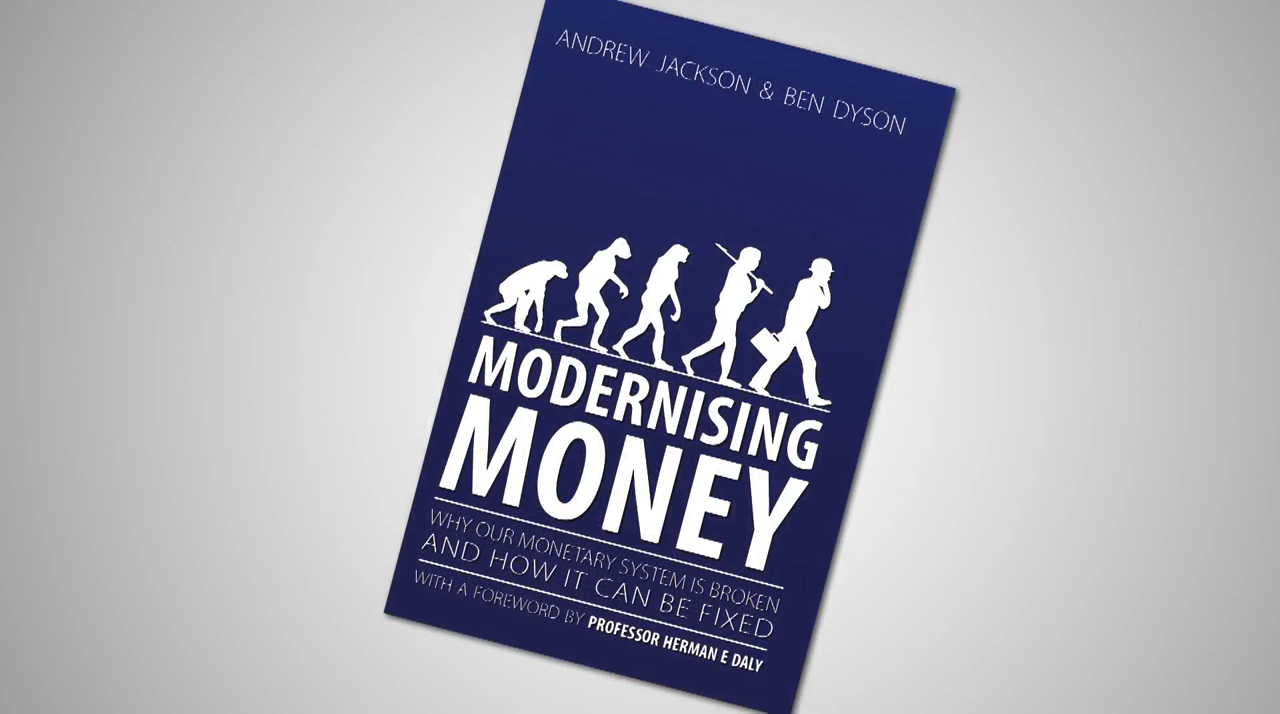 ANDREW JACKSON & BEN DYSON
MODERNISING
MONEY
WHY OUR MONETARY SYSTEM IS BROKEN
AND HOW IT CAN BE FIXED
WITH A FOREWORD BY PROFESSOR HERMAN E DALY